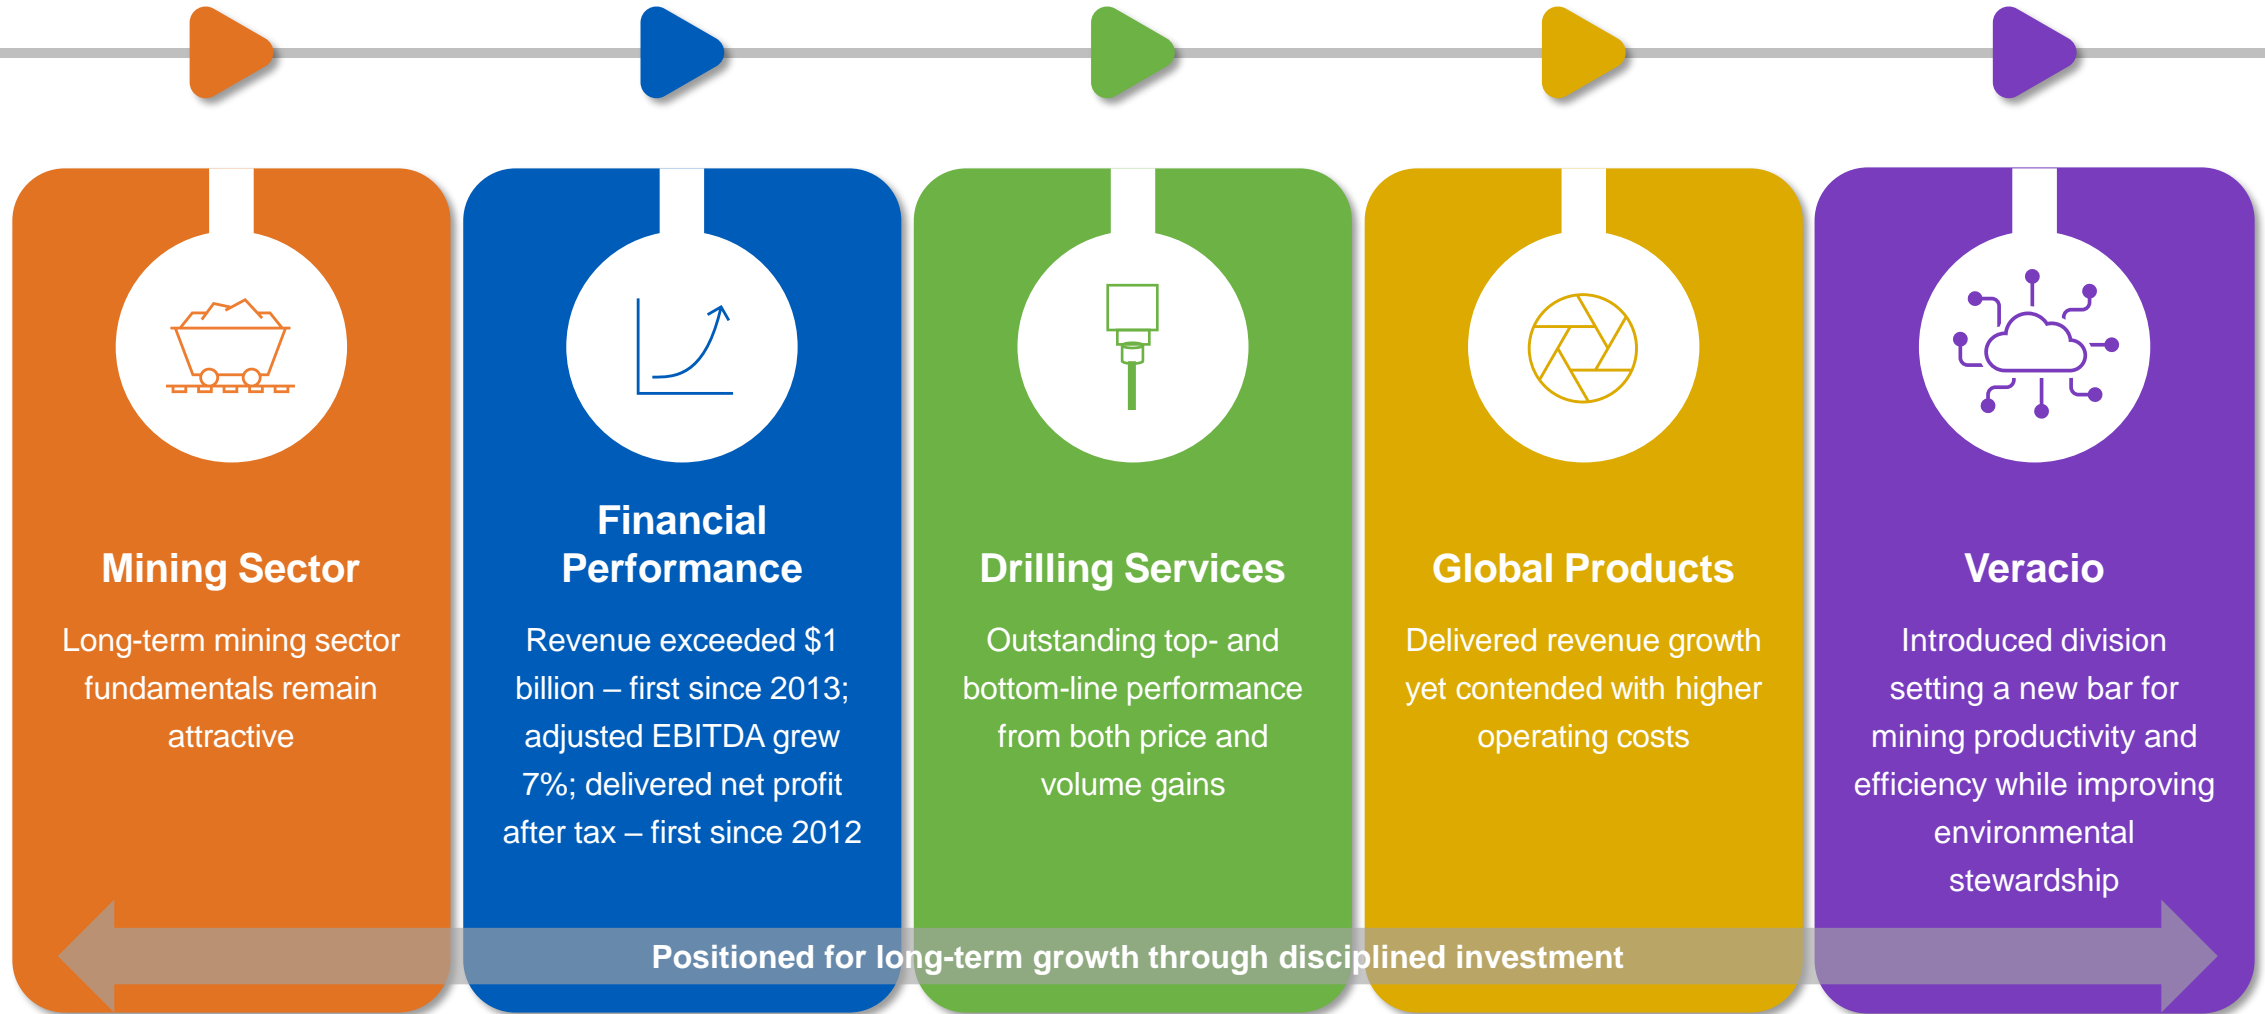 Mining Sector
Long-term mining sector
fundamentals remain
attractive
Financial
Performance
Revenue exceeded $1
billion – first since 2013;
adjusted EBITDA grew
7%; delivered net profit
after tax – first since 2012
Drilling Services
Outstanding top- and
bottom-line performance
from both price and
volume gains
Global Products
Delivered revenue growth
yet contended with higher
operating costs
Veracio
Introduced division
setting a new bar for
mining productivity and
efficiency while improving
environmental
stewardship
Positioned for long-term growth through disciplined investment